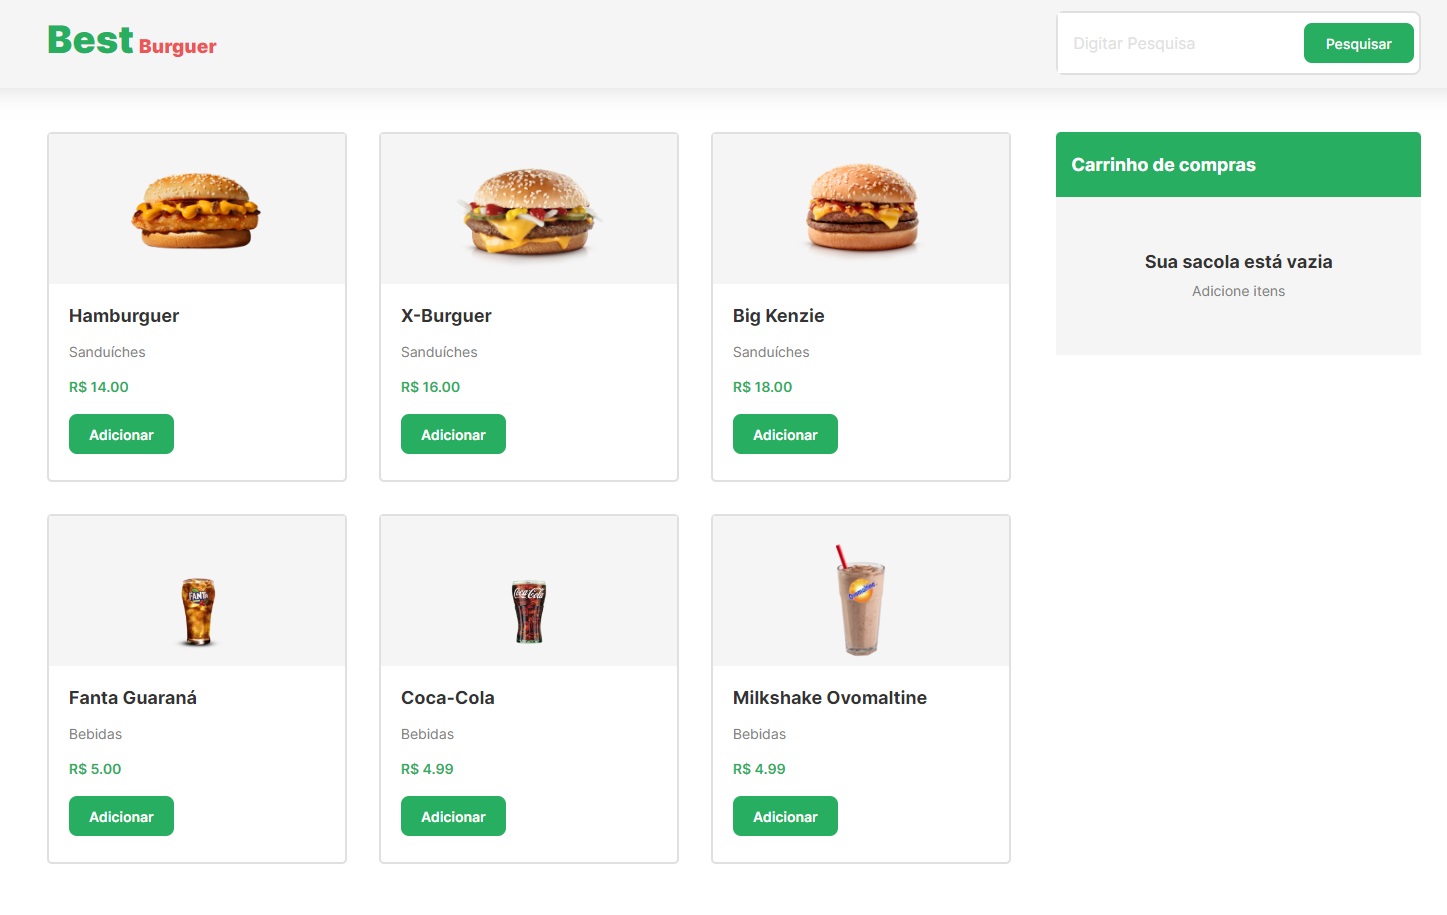 Best Burguer
Digitar Pesquisa
Pesquisar
Hamburguer
Sanduíches
R$ 14.00
Adicionar
X-Burguer
Sanduíches
R$ 16.00
Adicionar
Big Kenzie
Sanduíches
R$ 18.00
Adicionar
Carrinho de compras
Sua sacola está vazia
Adicione itens
FANTA
Fanta Guaraná
Bebidas
R$ 5.00
Adicionar
Coca-Cola
Coca-Cola
Bebidas
R$ 4.99
Adicionar
Ovomaltine
Milkshake Ovomaltine
Bebidas
R$ 4.99
Adicionar